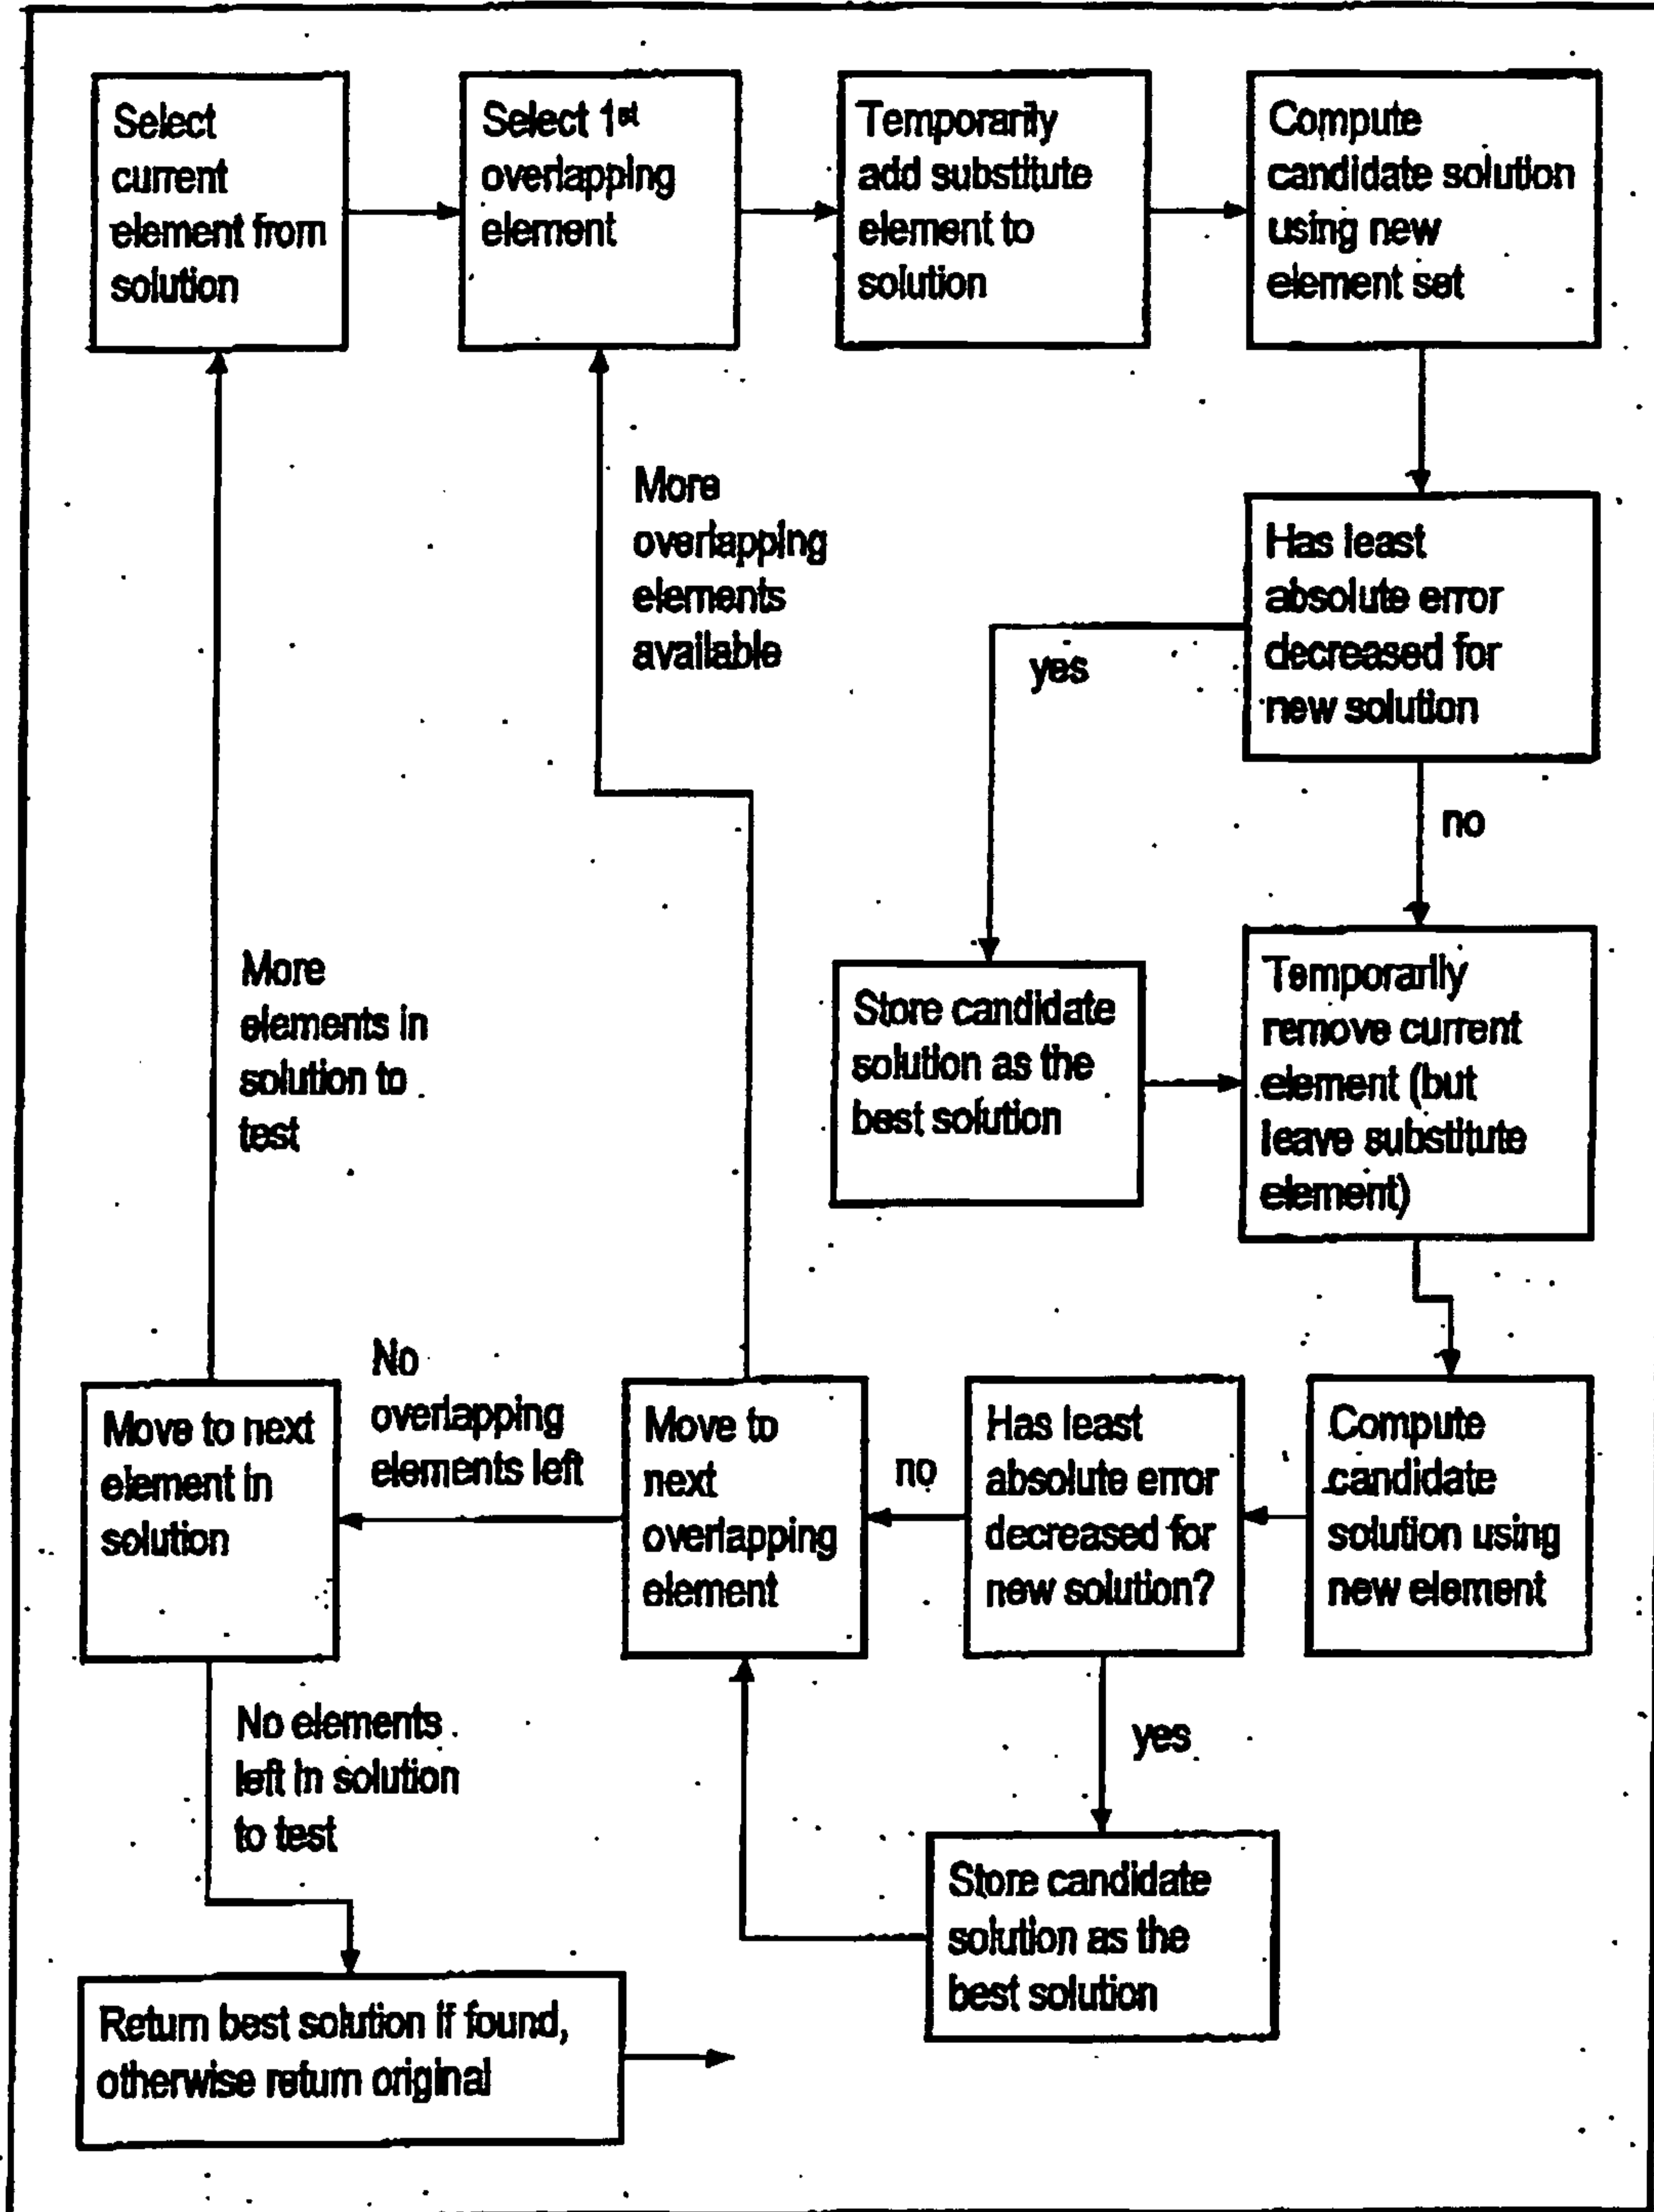 Select
current
element from
solution
Select 1st
overlapping
element
Temporarily
add substitute
element to
solution
Compute
candidate solution
using new
element set
More
overlapping
elements
available
Has least
absolute error
decreased for
new solution
yes
no
More
elements in
solution to
test
Store candidate
solution as the
best solution
Temporarily
remove current
element (but
leave substitute
element)
Move to next
element in
solution
No
overlapping
elements left
Move to
next
overlapping
element
no
Has least
absolute error
decreased for
new solution?
Compute
candidate
solution using
new element
No elements
left in solution
to test
yes
Store candidate
solution as the
best solution
Return best solution if found,
otherwise return original